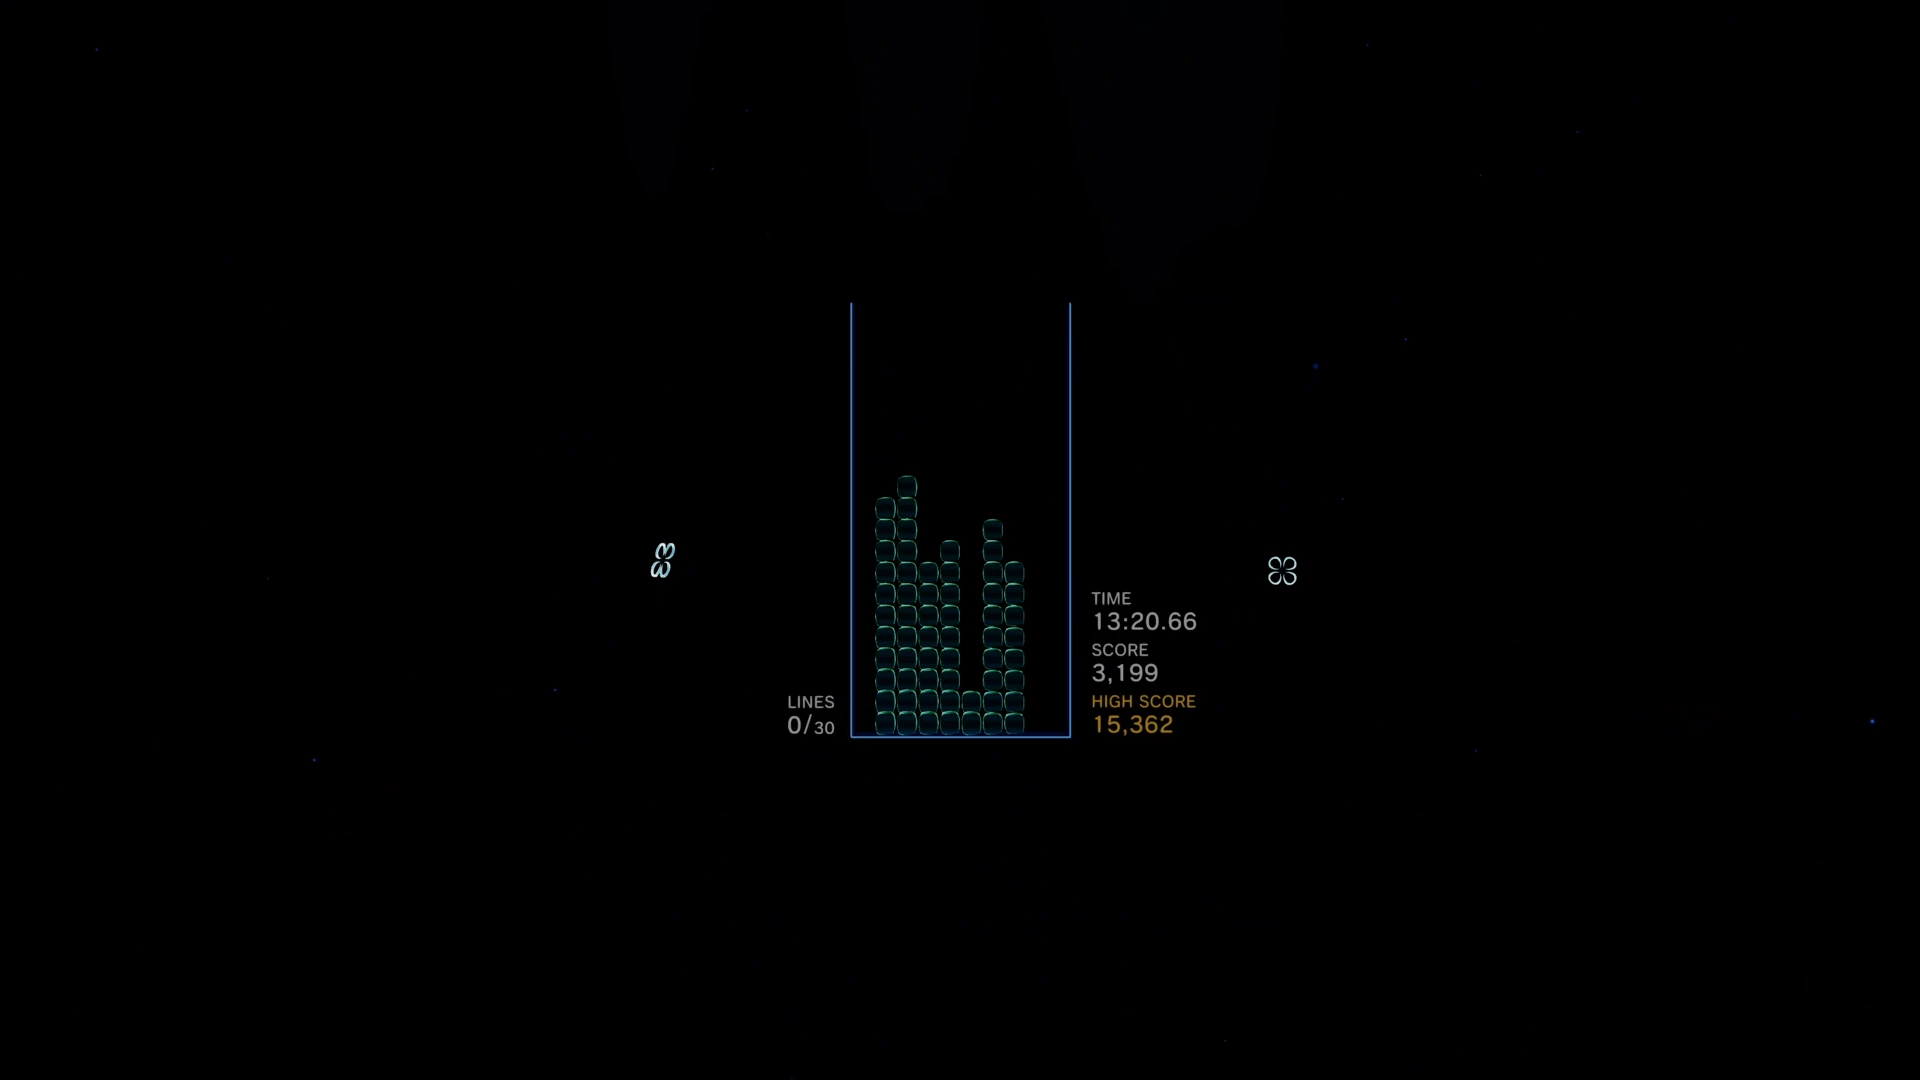 TIME
13:20.66
SCORE
3,199
LINES
0/30
HIGH SCORE
15,362